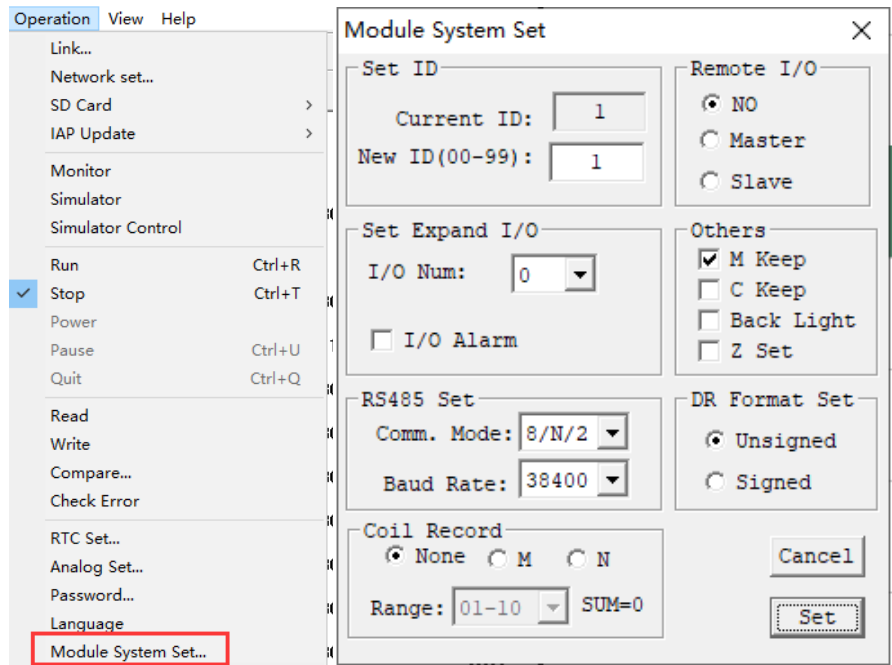 Operation View Help
Link...
Network set...
SD Card
IAP Update
Monitor
Simulator
Simulator Control
Run Ctrl+R
Stop Ctrl+T
Power
Pause Ctrl+U
Quit Ctrl+Q
Read
Write
Compare...
Check Error
RTC Set...
Analog Set...
Password...
Language
Module System Set...
Module System Set
Set ID
Current ID: 1
New ID(00-99): 1
Remote I/O
NO
Master
Slave
Set Expand I/O
I/O Num: 0
I/O Alarm
Others
M Keep
C Keep
Back Light
Z Set
RS485 Set
Comm. Mode: 8/N/2
Baud Rate: 38400
DR Format Set
Unsigned
Signed
Coil Record
None M N
Range: 01-10 SUM=0
Cancel
Set